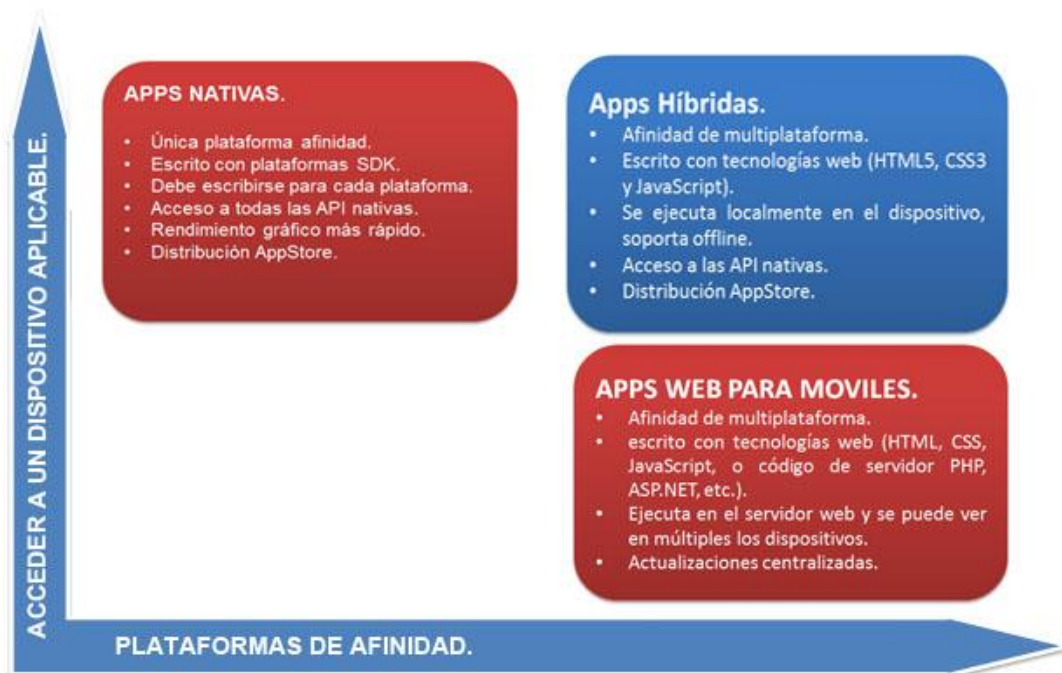 ACCEDER A UN DISPOSITIVO APLICABLE.
APPS NATIVAS.
• Única plataforma afinidad.
• Escrito con plataformas SDK.
• Debe escribirse para cada plataforma.
• Acceso a todas las API nativas.
• Rendimiento gráfico más rápido.
• Distribución AppStore.
Apps Híbridas.
• Afinidad de multiplataforma.
• Escrito con tecnologías web (HTML5, CSS3
y JavaScript).
• Se ejecuta localmente en el dispositivo,
soporta offline.
• Acceso a las API nativas.
• Distribución AppStore.
APPS WEB PARA MOVILES.
• Afinidad de multiplataforma.
• escrito con tecnologías web (HTML, CSS,
JavaScript, o código de servidor PHP,
ASP.NET, etc.).
• Ejecuta en el servidor web y se puede ver
en múltiples los dispositivos.
• Actualizaciones centralizadas.
PLATAFORMAS DE AFINIDAD.